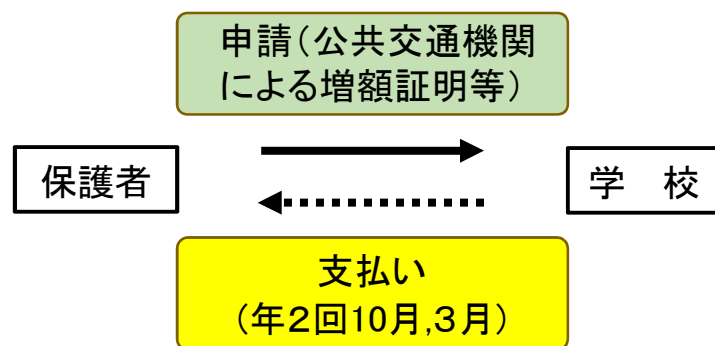 申請（公共交通機関
による増額証明等）
保護者
学　校
支払い
（年２回10月,３月）